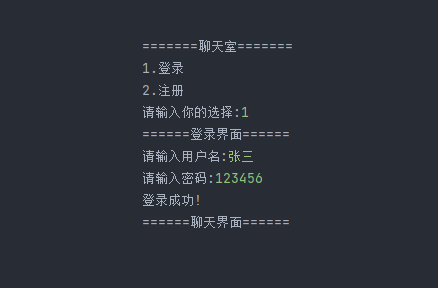 =======聊天室=======
1.登录
2.注册
请输入你的选择:1
======登录界面======
请输入用户名:张三
请输入密码:123456
登录成功!
======聊天界面======